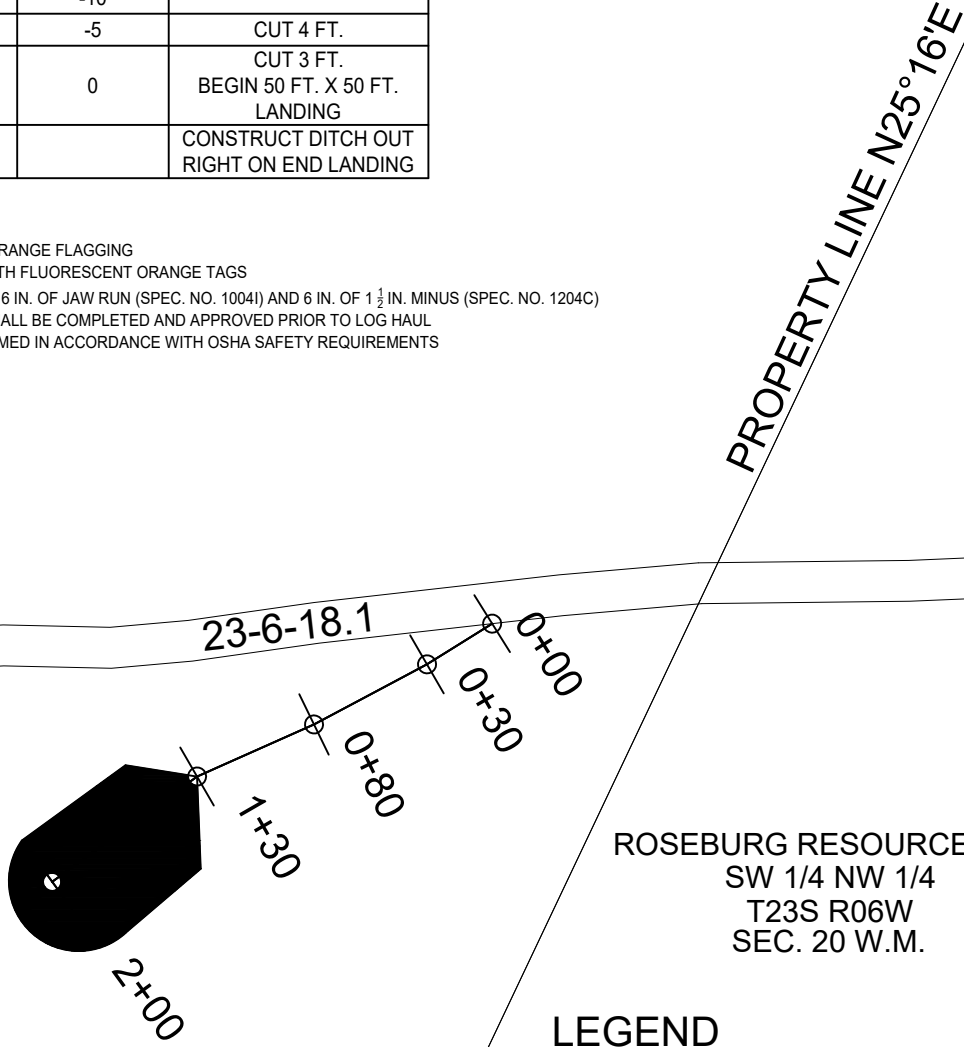 -5 CUT 4 FT.
CUT 3 FT.
0 BEGIN 50 FT. X 50 FT.
LANDING
CONSTRUCT DITCH OUT
RIGHT ON END LANDING
RANGE FLAGGING
TH FLUORESCENT ORANGE TAGS
6 IN. OF JAW RUN (SPEC. NO. 1004I) AND 6 IN. OF 1 1/2 IN. MINUS (SPEC. NO. 1204C)
ALL BE COMPLETED AND APPROVED PRIOR TO LOG HAUL
MED IN ACCORDANCE WITH OSHA SAFETY REQUIREMENTS
PROPERTY LINE N25°16'E
23-6-18.1
0+00
0+30
0+80
1+30
2+00
ROSEBURG RESOURCE
SW 1/4 NW 1/4
T23S R06W
SEC. 20 W.M.
LEGEND